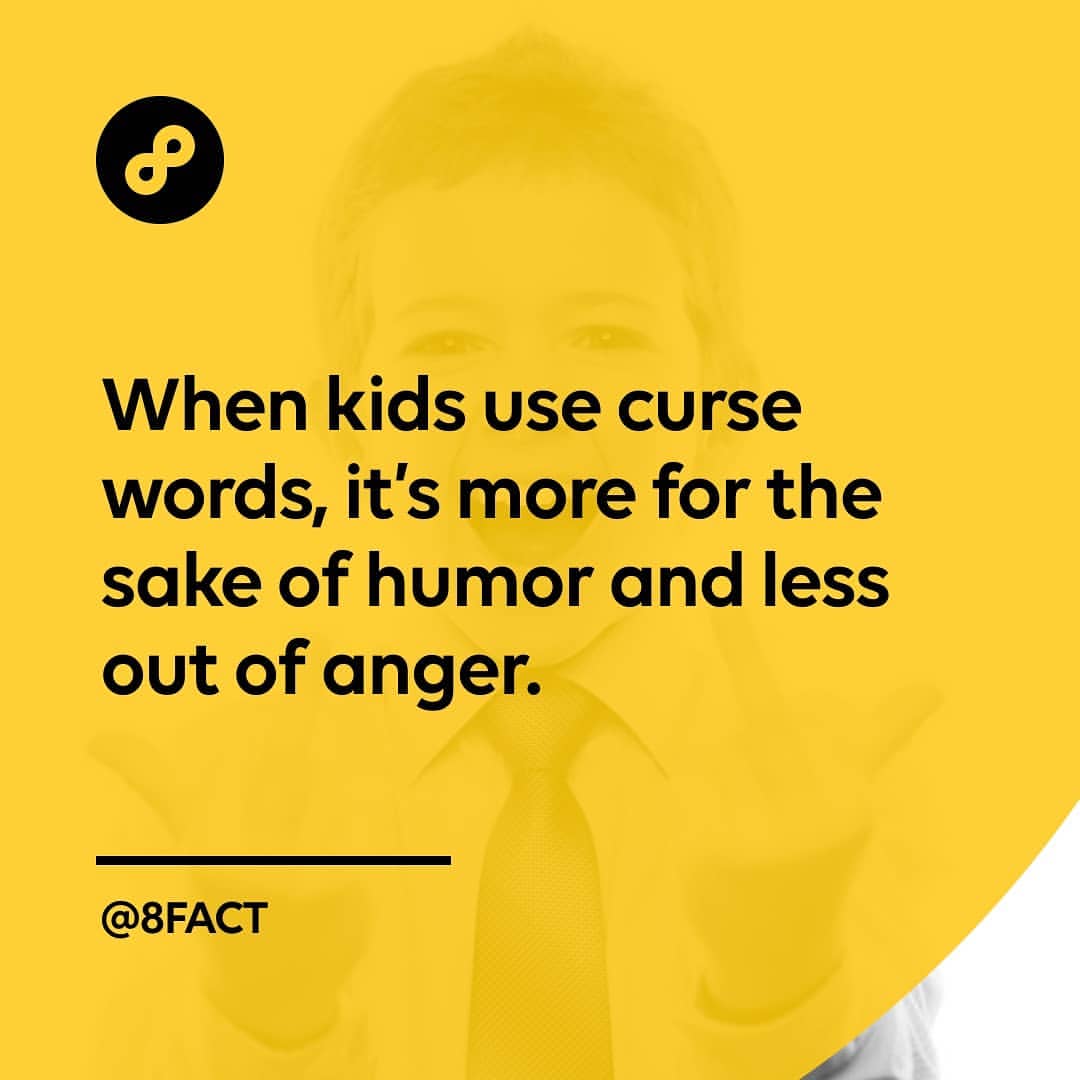 When kids use curse
words, it's more for the
sake of humor and less
out of anger.
@8FACT